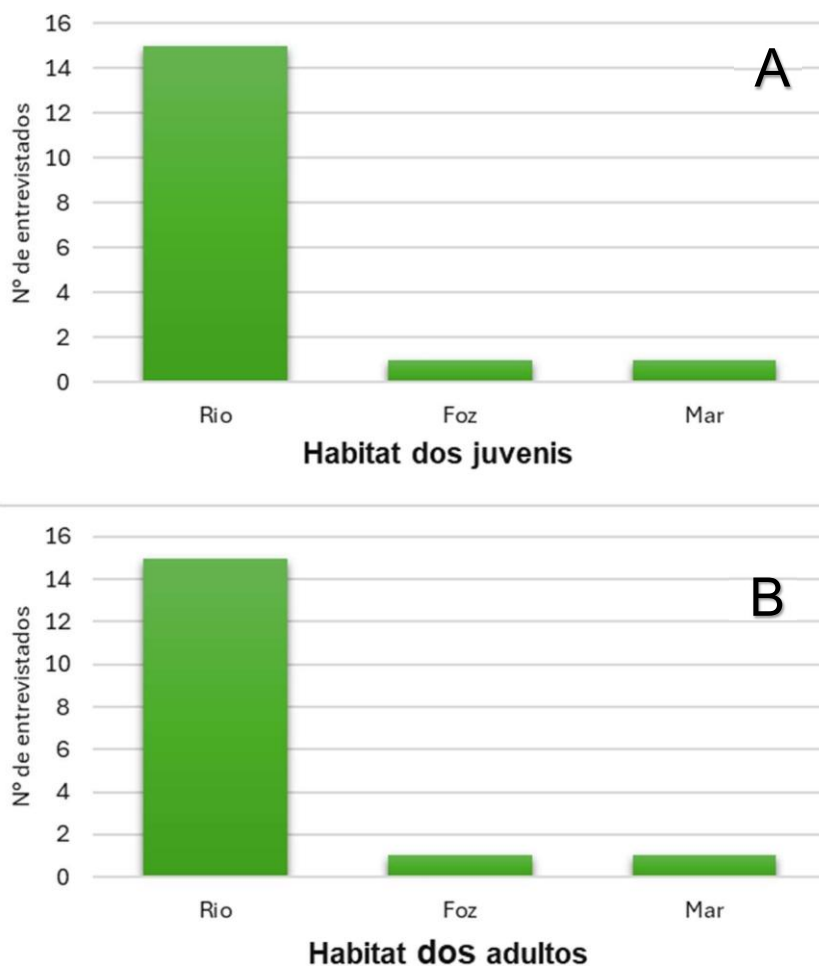 A
Nº de entrevistados
16
14
12
10
8
6
4
2
0
Rio Foz Mar
Habitat dos juvenis
B
Nº de entrevistados
16
14
12
10
8
6
4
2
0
Rio Foz Mar
Habitat dos adultos